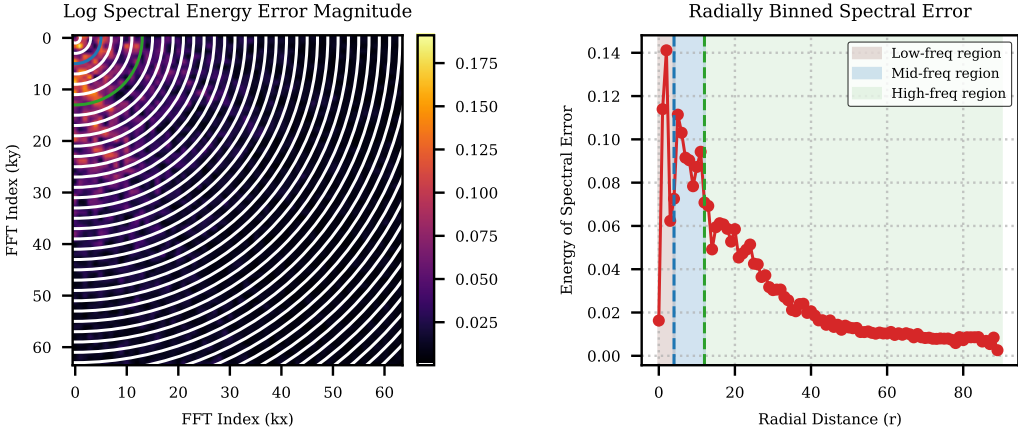 Log Spectral Energy Error Magnitude
0
10
20
30
40
50
60
FFT Index (ky)
0 10 20 30 40 50 60
FFT Index (kx)
0.175
0.150
0.125
0.100
0.075
0.050
0.025
Radially Binned Spectral Error
0.14
0.12
0.10
0.08
0.06
0.04
0.02
0.00
Energy of Spectral Error
0 20 40 60 80
Radial Distance (r)
Low-freq region
Mid-freq region
High-freq region